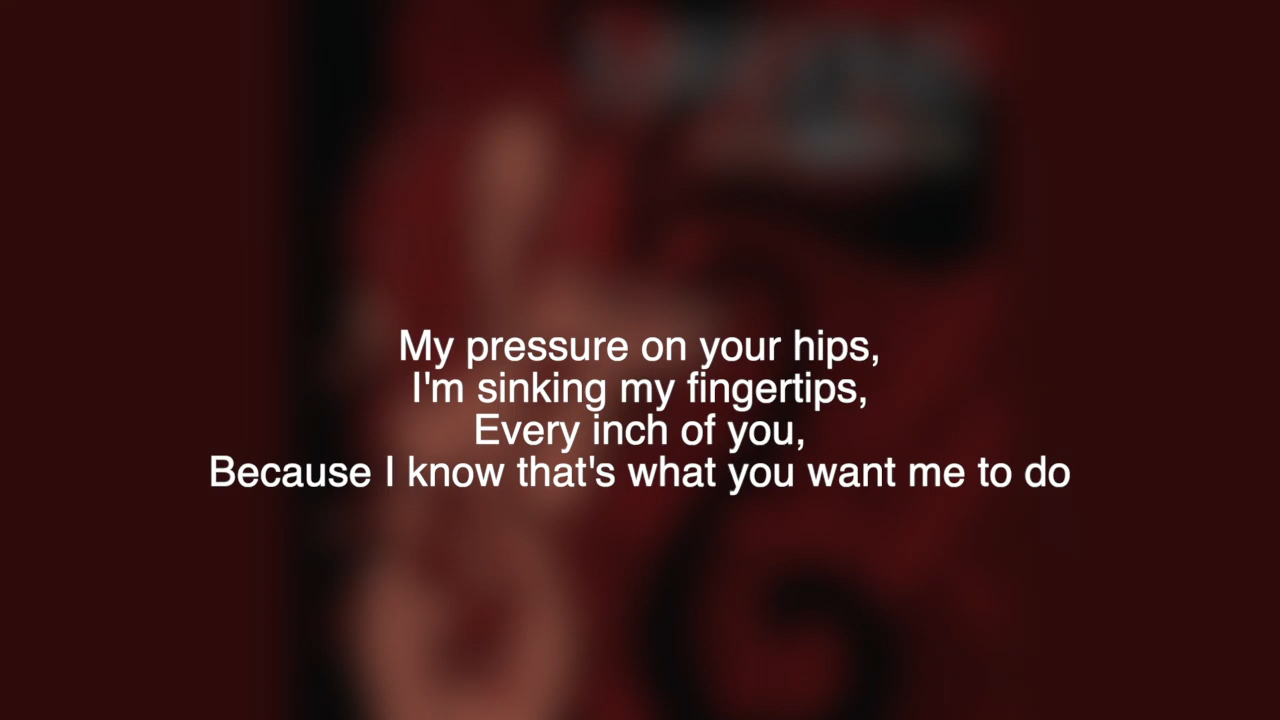 My pressure on your hips,
I'm sinking my fingertips,
Every inch of you,
Because I know that's what you want me to do